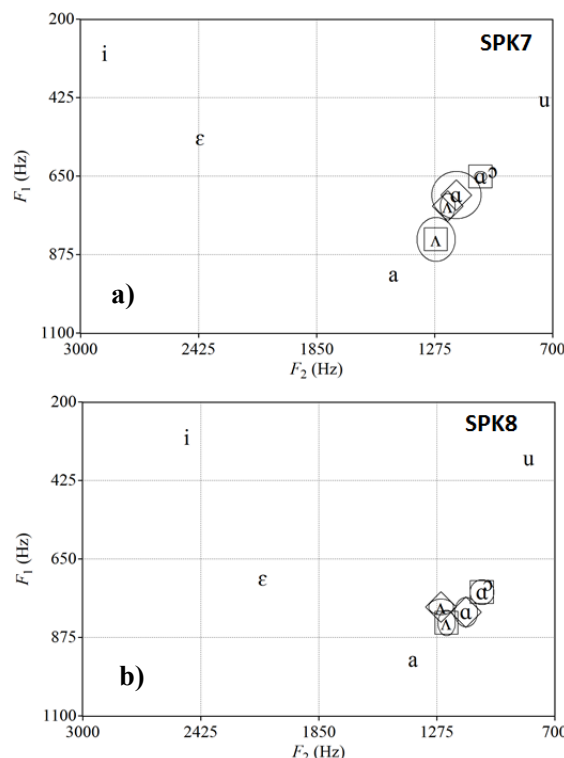 200
SPK7
i
425
u
ε
F₁ (Hz)
650
ɑ ɔ
ɑ
ʌ
ʌ
875
a
a)
1100
3000 2425 1850 1275 700
F₂ (Hz)
200
SPK8
i
u
425
F₁ (Hz)
650
ε
ɑ ɔ
ʌ ɑ
ʌ
875
a
b)
1100
3000 2425 1850 1275 700
F₂ (Hz)